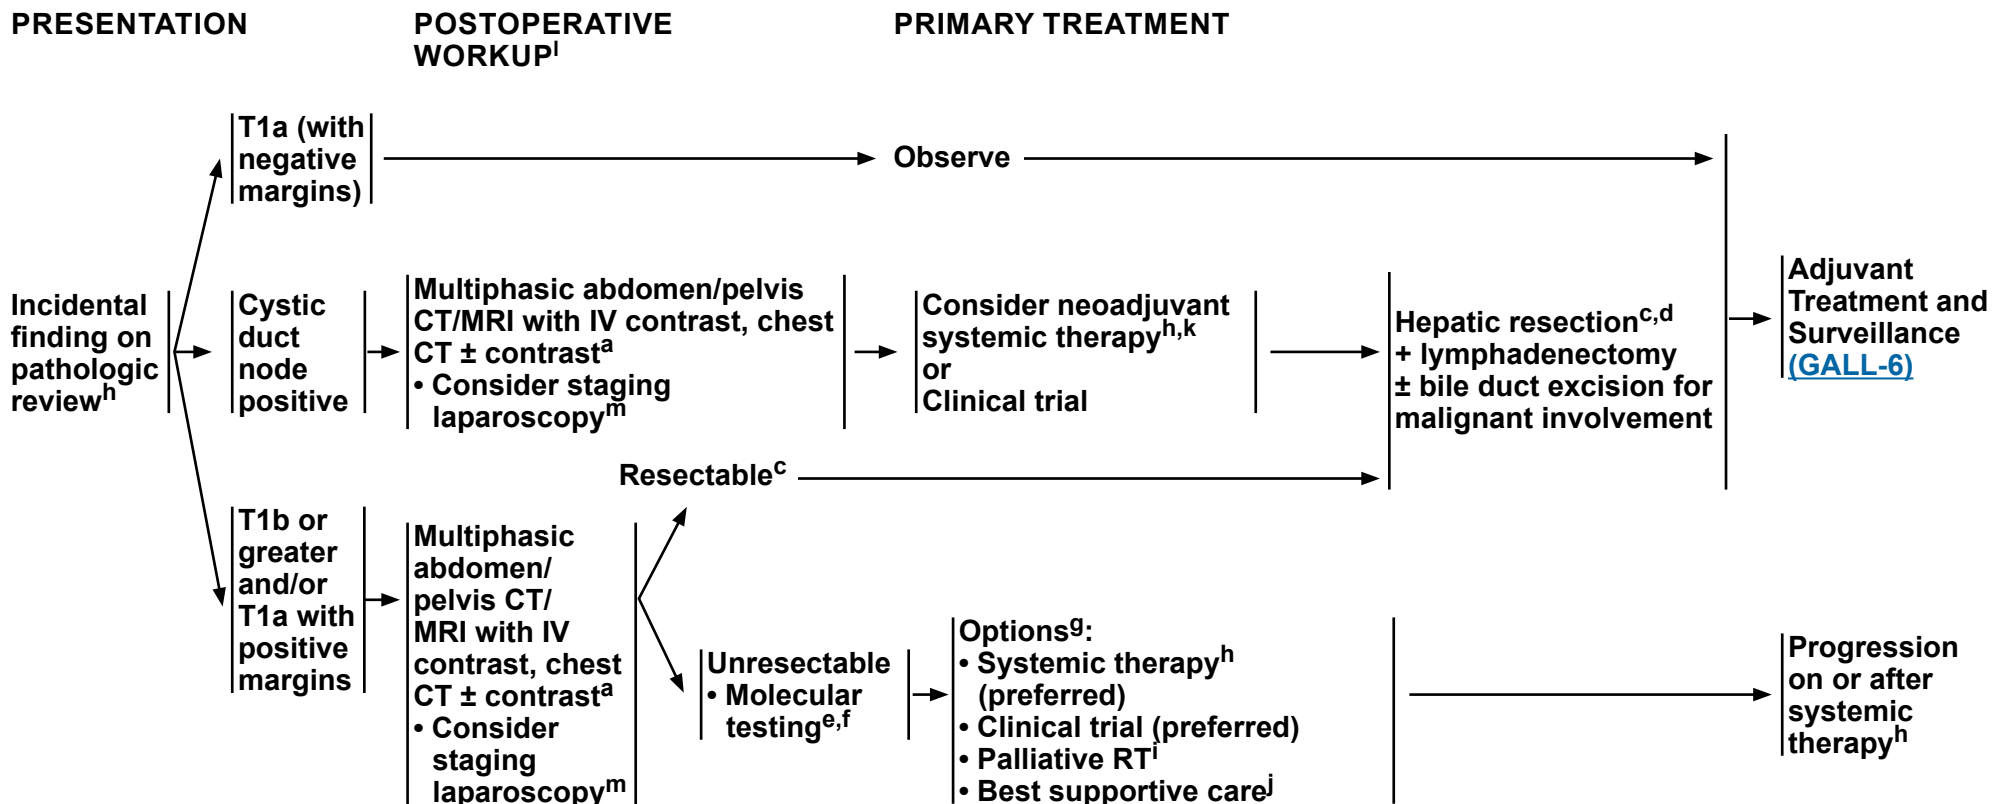 PRESENTATION
POSTOPERATIVE
WORKUPl
PRIMARY TREATMENT
T1a (with
negative
margins)
Observe
Incidental
finding on
pathologic
reviewh
Cystic
duct
node
positive
Multiphasic abdomen/pelvis
CT/MRI with IV contrast, chest
CT ± contrasta
• Consider staging
laparoscopym
Consider neoadjuvant
systemic therapyh,k
or
Clinical trial
Hepatic resectionc,d
+ lymphadenectomy
± bile duct excision for
malignant involvement
Adjuvant
Treatment and
Surveillance
(GALL-6)
T1b or
greater
and/or
T1a with
positive
margins
Multiphasic
abdomen/
pelvis CT/
MRI with IV
contrast, chest
CT ± contrasta
• Consider
staging
laparoscopym
Resectablec
Unresectable
• Molecular
testinge,f
Optionsg:
• Systemic therapyh
(preferred)
• Clinical trial (preferred)
• Palliative RTi
• Best supportive carej
Progression
on or after
systemic
therapyh